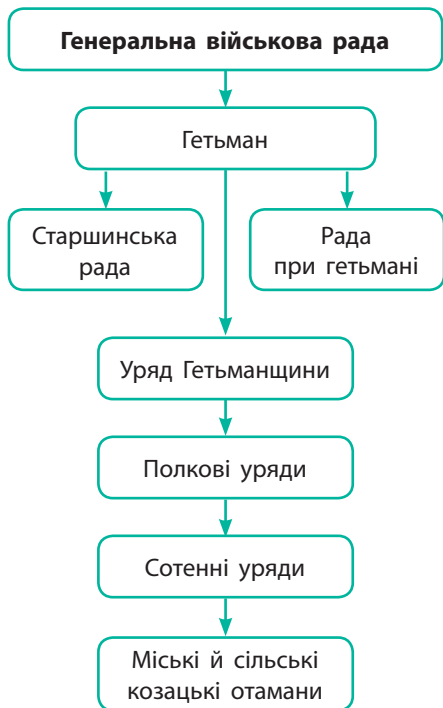 Генеральна військова рада
Гетьман
Старшинська
рада
Рада
при гетьмані
Уряд Гетьманщини
Полкові уряди
Сотенні уряди
Міські й сільські
козацькі отамани